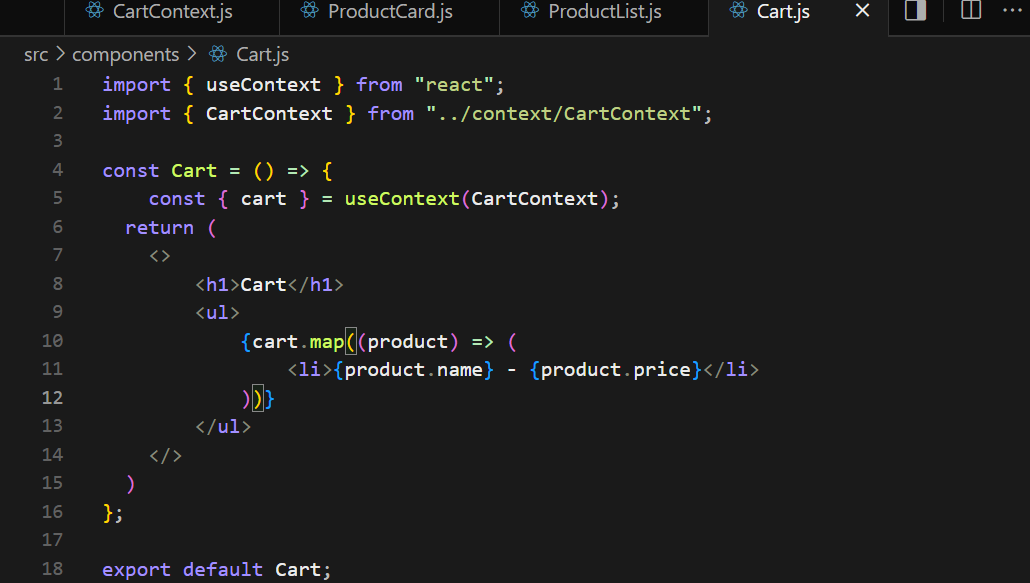 CartContext.js ProductCard.js ProductList.js Cart.js
src > components > Cart.js
1 import { useContext } from "react";
2 import { CartContext } from "../context/CartContext";
3
4 const Cart = () => {
5     const { cart } = useContext(CartContext);
6   return (
7     <>
8         <h1>Cart</h1>
9         <ul>
10             {cart.map((product) => (
11                 <li>{product.name} - {product.price}</li>
12             ))}
13         </ul>
14     </>
15   )
16 };
17
18 export default Cart;